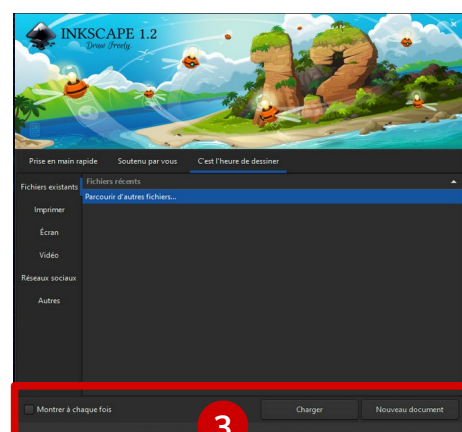 INKSCAPE 1.2
Draw Freely
Prise en main rapide Soutenu par vous C'est l'heure de dessiner
Fichiers existants
Imprimer
Écran
Vidéo
Réseaux sociaux
Autres
Fichiers récents
Parcourir d'autres fichiers...
Montrer à chaque fois
3
Charger Nouveau document